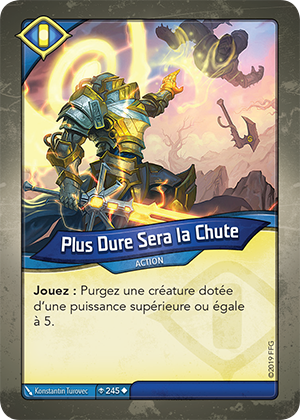 Plus Dure Sera la Chute
ACTION
Jouez : Purgez une créature dotée
d'une puissance supérieure ou égale
à 5.
©2019 FFG
Konstantin Turovec
245